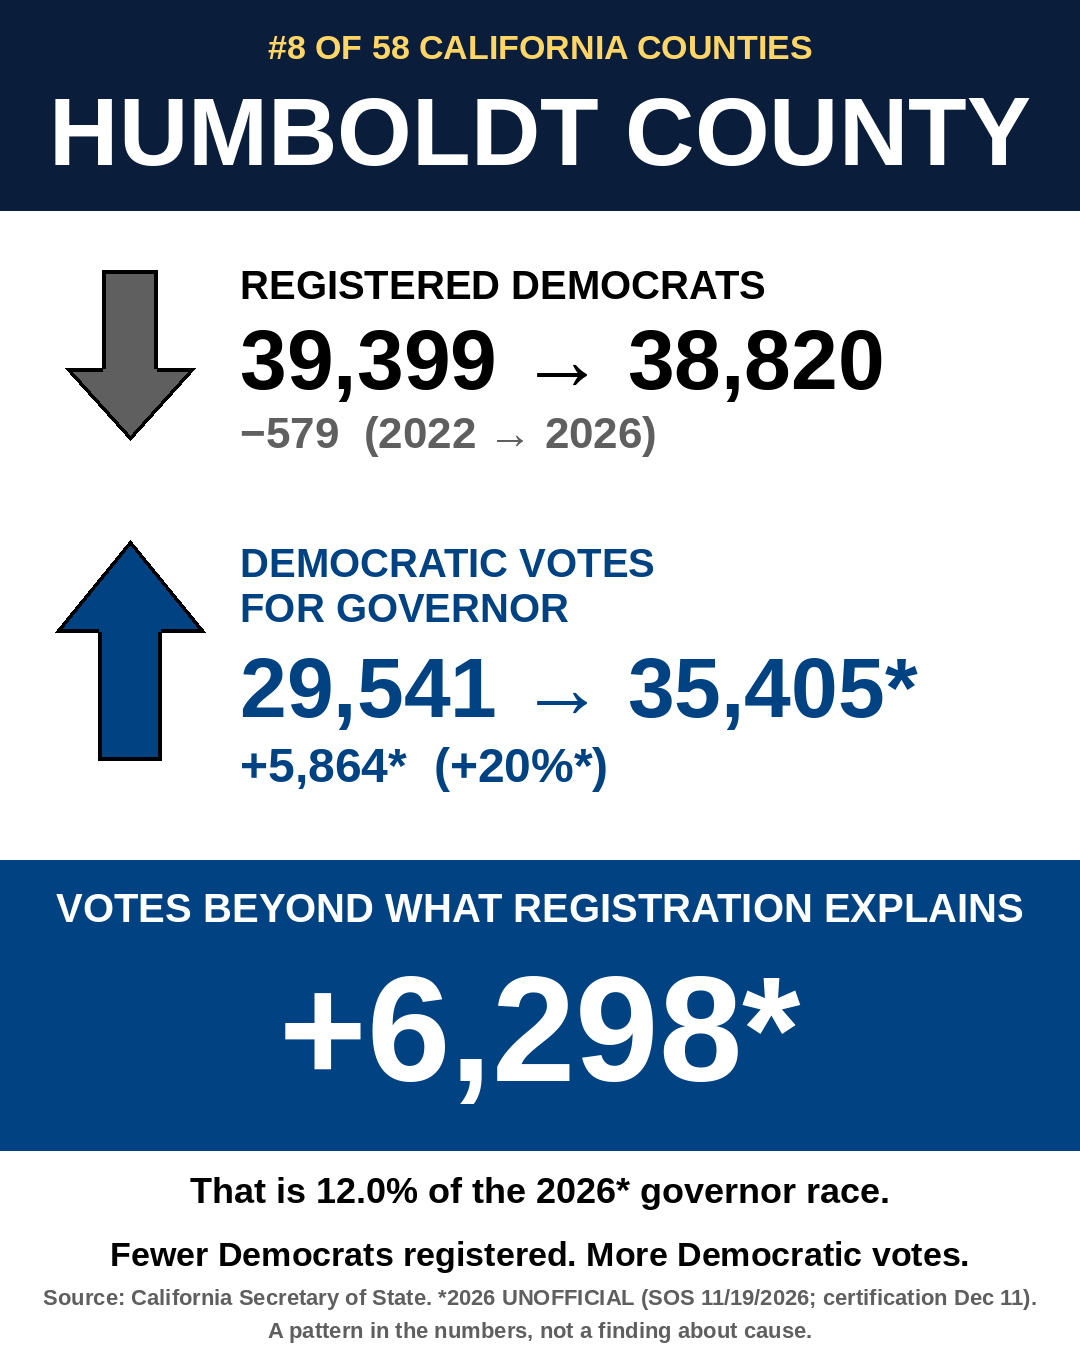 #8 OF 58 CALIFORNIA COUNTIES
HUMBOLDT COUNTY
REGISTERED DEMOCRATS
39,399 → 38,820
−579 (2022 → 2026)
DEMOCRATIC VOTES
FOR GOVERNOR
29,541 → 35,405*
+5,864* (+20%*)
VOTES BEYOND WHAT REGISTRATION EXPLAINS
+6,298*
That is 12.0% of the 2026* governor race.
Fewer Democrats registered. More Democratic votes.
Source: California Secretary of State. *2026 UNOFFICIAL (SOS 11/19/2026; certification Dec 11).
A pattern in the numbers, not a finding about cause.